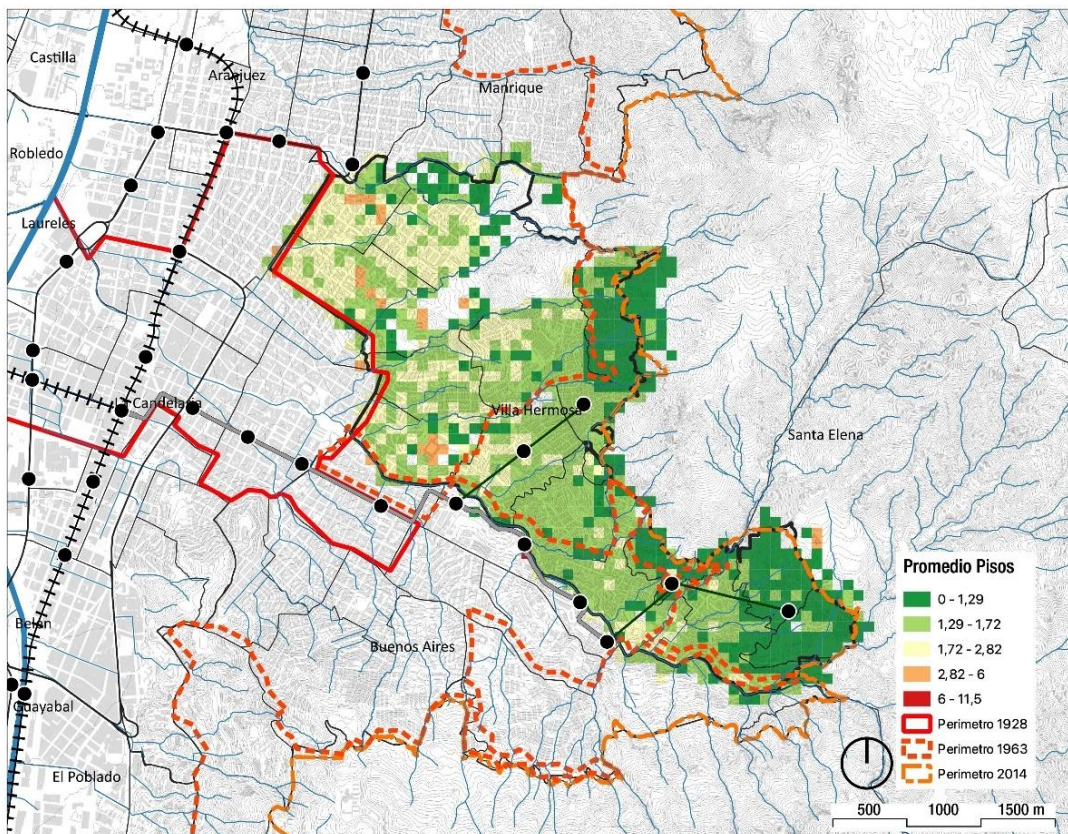 Castilla
Aranjuez
Manrique
Robledo
Laureles
La Candelaria
Villa Hermosa
Santa Elena
Belén
Buenos Aires
Guayabal
El Poblado
Promedio Pisos
0 - 1,29
1,29 - 1,72
1,72 - 2,82
2,82 - 6
6 - 11,5
Perimetro 1928
Perimetro 1963
Perimetro 2014
500 1000 1500 m